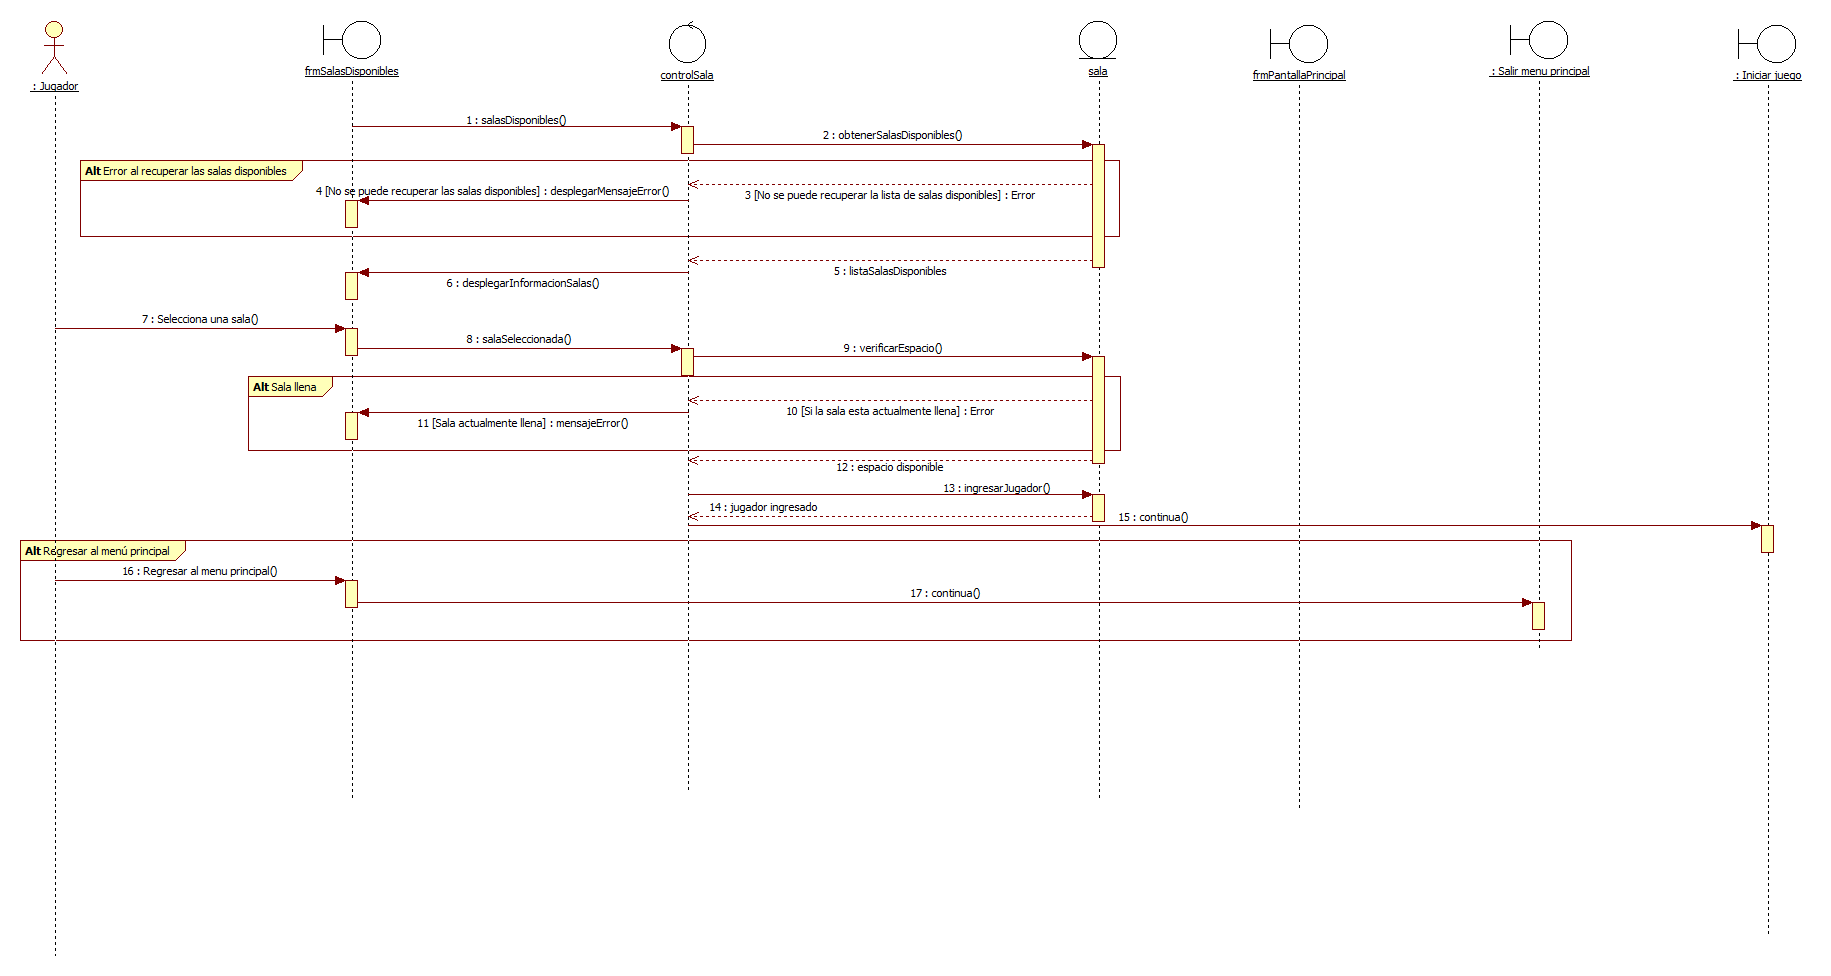 : Jugador
frmSalasDisponibles
controlSala
sala
frmPantallaPrincipal
: Salir menu principal
: Iniciar juego
1 : salasDisponibles()
2 : obtenerSalasDisponibles()
Alt Error al recuperar las salas disponibles
4 [No se puede recuperar las salas disponibles] : desplegarMensajeError()
3 [No se puede recuperar la lista de salas disponibles] : Error
5 : listaSalasDisponibles
6 : desplegarInformacionSalas()
7 : Selecciona una sala()
8 : salaSeleccionada()
9 : verificarEspacio()
Alt Sala llena
10 [Si la sala esta actualmente llena] : Error
11 [Sala actualmente llena] : mensajeError()
12 : espacio disponible
13 : ingresarJugador()
14 : jugador ingresado
15 : continua()
Alt Regresar al menú principal
16 : Regresar al menu principal()
17 : continua()